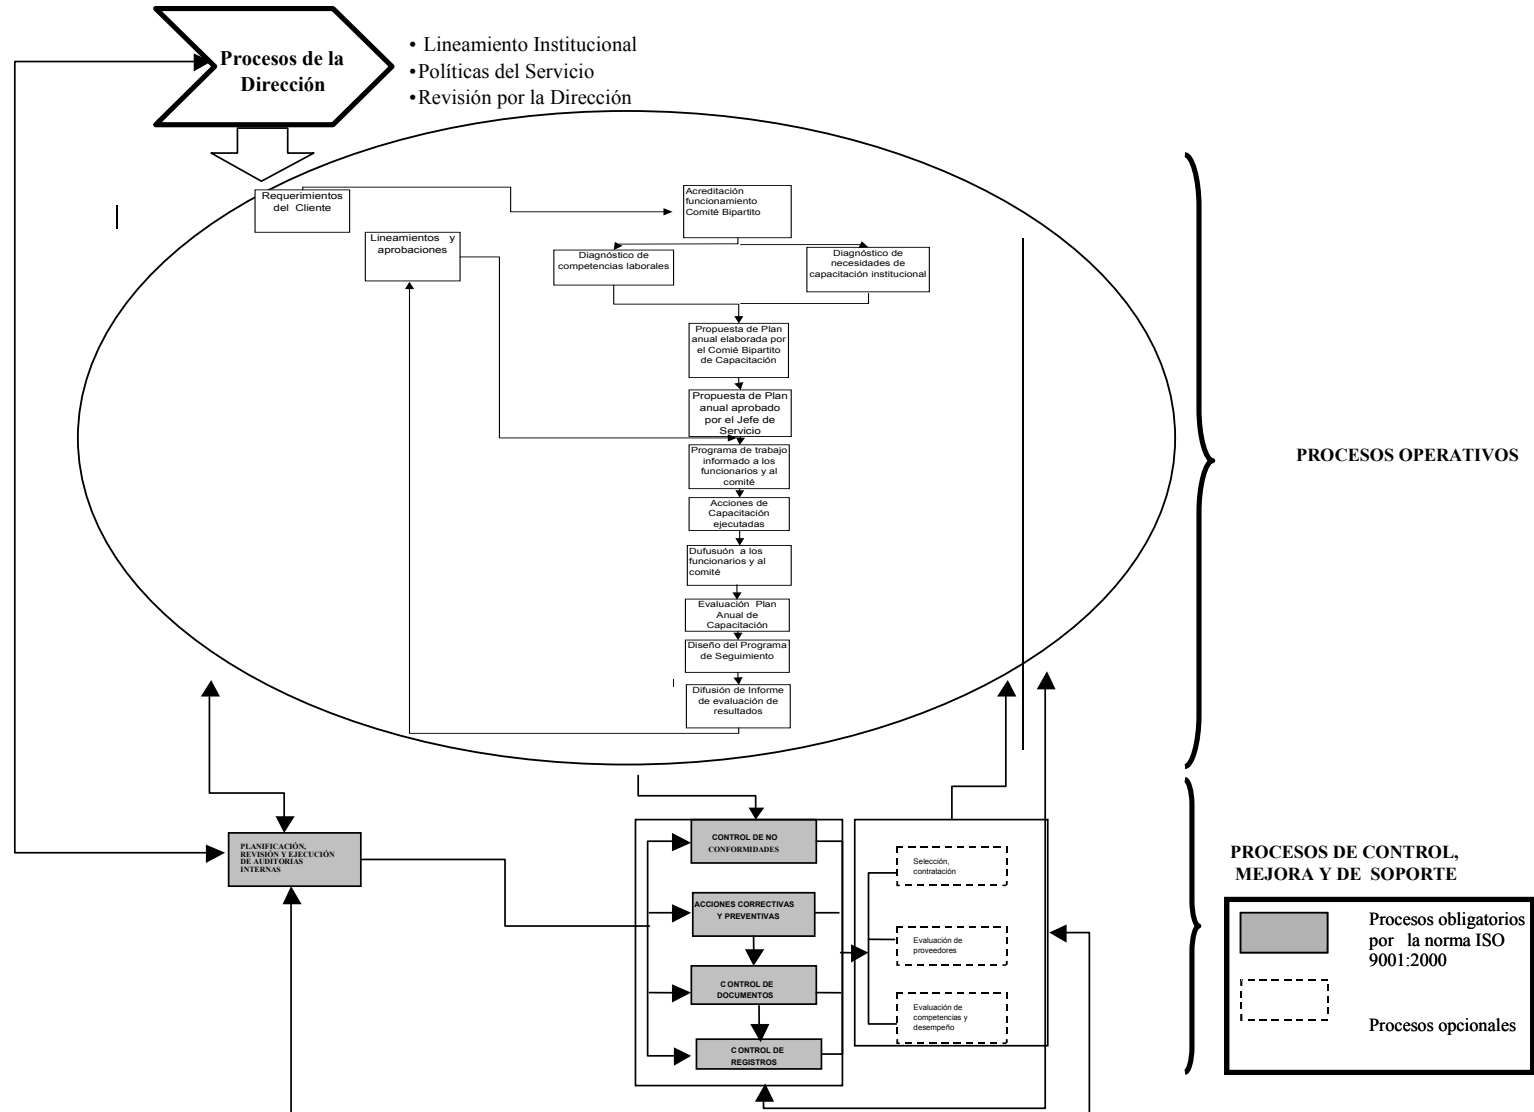 Procesos de la
Dirección
• Lineamiento Institucional
•Políticas del Servicio
•Revisión por la Dirección
Requerimientos
del Cliente
Lineamientos y
aprobaciones
Acreditación
funcionamiento
Comité Bipartito
Diagnóstico de
competencias laborales
Diagnóstico de
necesidades de
capacitación institucional
Propuesta de Plan
anual elaborada por
el Comié Bipartito
de Capacitación
Propuesta de Plan
anual aprobado
por el Jefe de
Servicio
Programa de trabajo
informado a los
funcionarios y al
comité
Acciones de
Capacitación
ejecutadas
Dufusuón a los
funcionarios y al
comité
Evaluación Plan
Anual de
Capacitación
Diseño del Programa
de Seguimiento
Difusión de Informe
de evaluación de
resultados
PROCESOS OPERATIVOS
PLANIFICACIÓN,
REVISIÓN Y EJECUCIÓN
DE AUDITORIAS
INTERNAS
CONTROL DE NO
CONFORMIDADES
ACCIONES CORRECTIVAS
Y PREVENTIVAS
CONTROL DE
DOCUMENTOS
CONTROL DE
REGISTROS
Selección,
contratación
Evaluación de
proveedores
Evaluación de
competencias y
desempeño
PROCESOS DE CONTROL,
MEJORA Y DE SOPORTE
Procesos obligatorios
por la norma ISO
9001:2000
Procesos opcionales